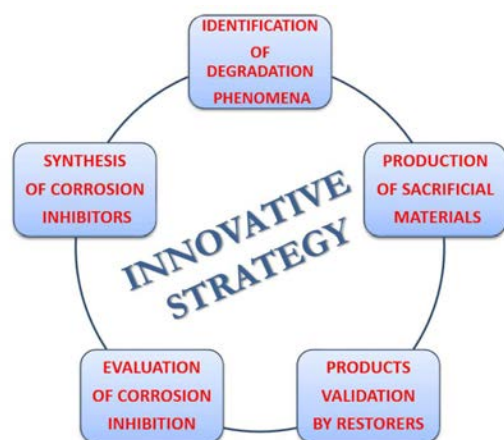 IDENTIFICATION
OF
DEGRADATION
PHENOMENA
SYNTHESIS
OF CORROSION
INHIBITORS
PRODUCTION
OF SACRIFICIAL
MATERIALS
INNOVATIVE
STRATEGY
EVALUATION
OF CORROSION
INHIBITION
PRODUCTS
VALIDATION
BY RESTORERS